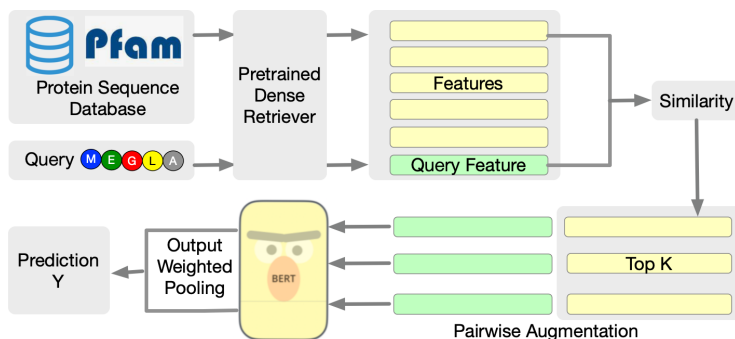 Pfam
Protein Sequence
Database
Query M E G L A
Pretrained
Dense
Retriever
Features
Query Feature
Similarity
Prediction
Y
Output
Weighted
Pooling
BERT
Top K
Pairwise Augmentation